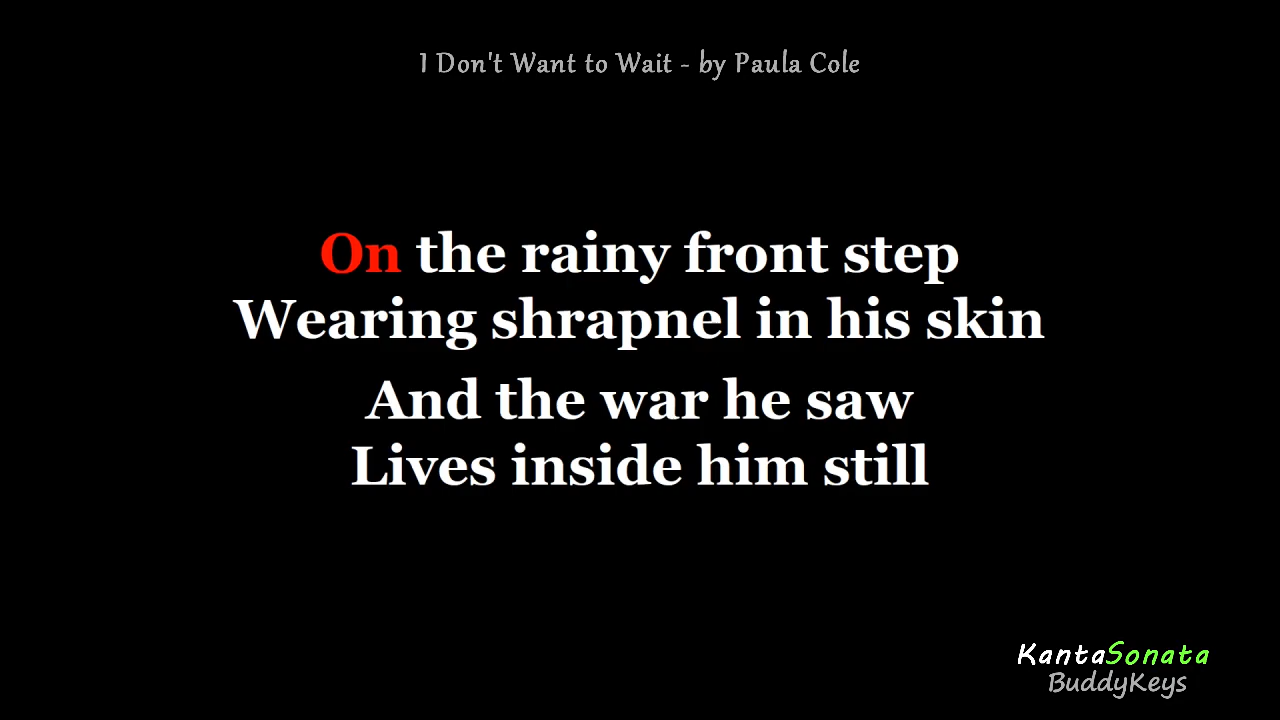 I Don't Want to Wait - by Paula Cole
On the rainy front step
Wearing shrapnel in his skin
And the war he saw
Lives inside him still
KantaSonata
BuddyKeys